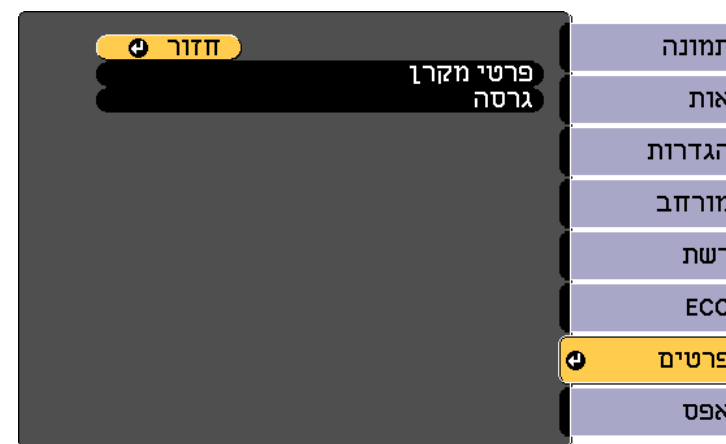 חזור
פרטי מקרן
גרסה
תמונה
אות
הגדרות
מורחב
רשת
ECO
פרטים
אפס